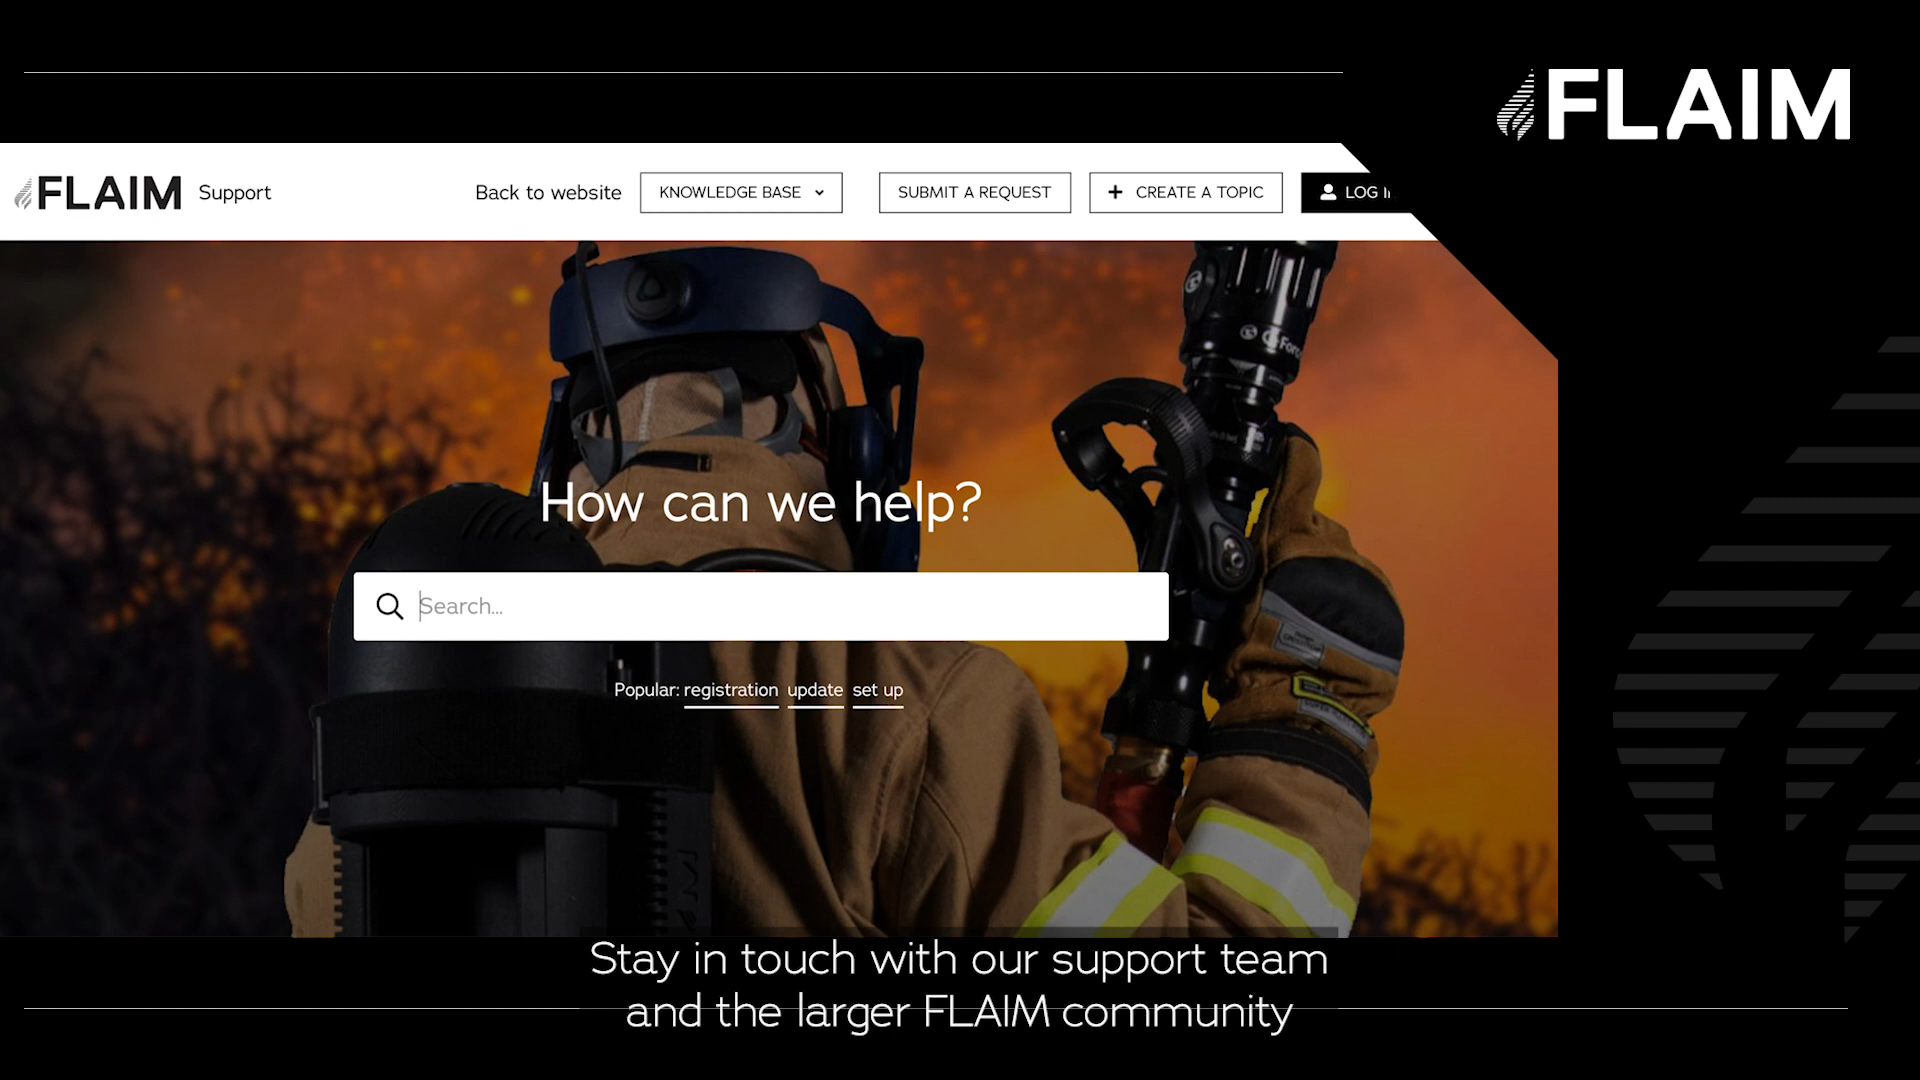 FLAIM
FLAIM Support
Back to website
KNOWLEDGE BASE
SUBMIT A REQUEST
+ CREATE A TOPIC
LOG
How can we help?
Search...
Popular: registration update set up
Stay in touch with our support team
and the larger FLAIM community